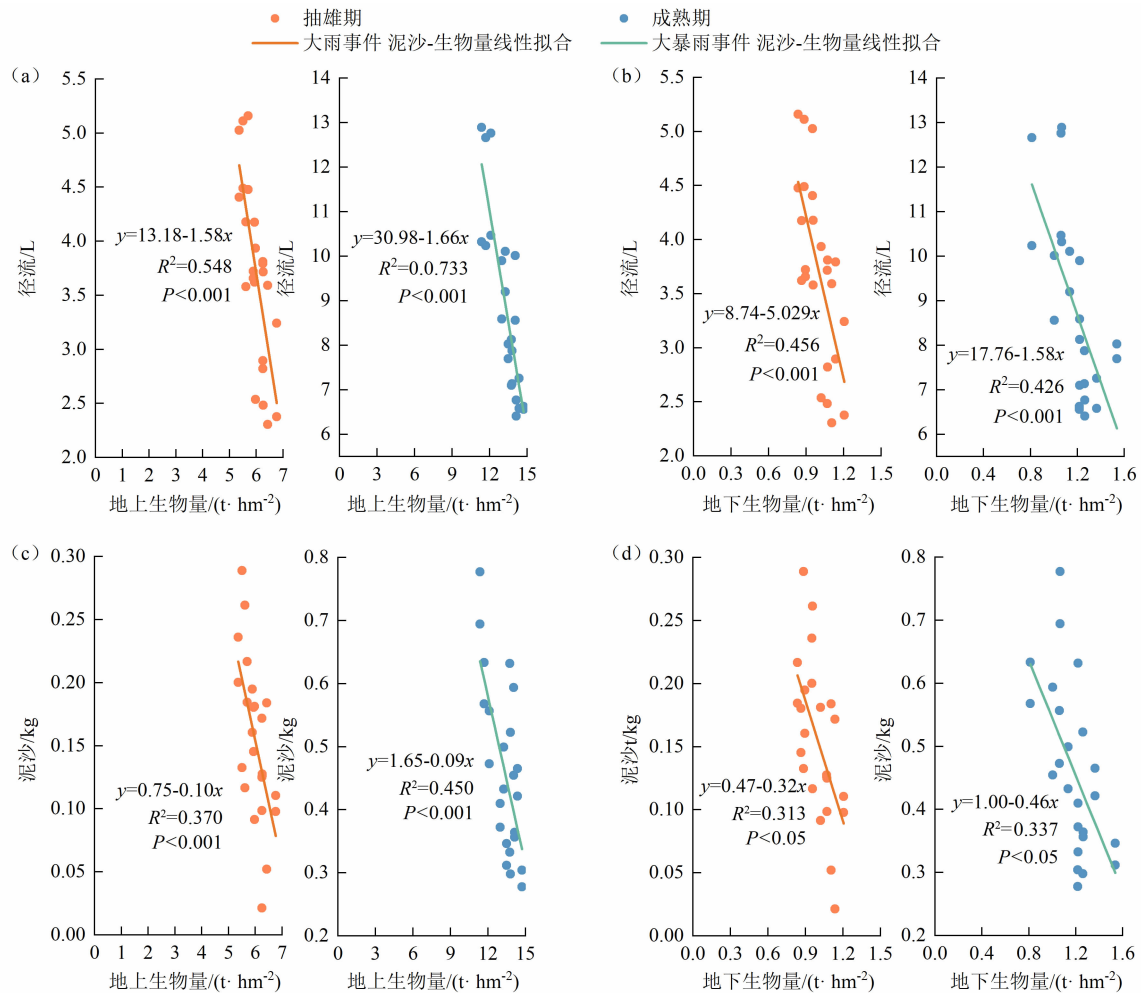 抽雄期
成熟期
大雨事件 泥沙-生物量线性拟合
大暴雨事件 泥沙-生物量线性拟合
(a)
5.5
5.0
4.5
4.0
3.5
3.0
2.5
2.0
径流/L
y=13.18-1.58x
R²=0.548
P<0.001
0 1 2 3 4 5 6 7
地上生物量/(t· hm⁻²)
14
13
12
11
10
9
8
7
6
径流/L
y=30.98-1.66x
R²=0.0.733
P<0.001
0 3 6 9 12 15
地上生物量/(t· hm⁻²)
(b)
5.5
5.0
4.5
4.0
3.5
3.0
2.5
2.0
径流/L
y=8.74-5.029x
R²=0.456
P<0.001
0.0 0.3 0.6 0.9 1.2 1.5
地下生物量/(t· hm⁻²)
14
13
12
11
10
9
8
7
6
径流/L
y=17.76-1.58x
R²=0.426
P<0.001
0.0 0.4 0.8 1.2 1.6
地下生物量/(t· hm⁻²)
(c)
0.30
0.25
0.20
0.15
0.10
0.05
0.00
泥沙/kg
y=0.75-0.10x
R²=0.370
P<0.001
0 1 2 3 4 5 6 7
地上生物量/(t· hm⁻²)
0.8
0.7
0.6
0.5
0.4
0.3
0.2
泥沙/kg
y=1.65-0.09x
R²=0.450
P<0.001
0 3 6 9 12 15
地上生物量/(t· hm⁻²)
(d)
0.30
0.25
0.20
0.15
0.10
0.05
0.00
泥沙t/kg
y=0.47-0.32x
R²=0.313
P<0.05
0.0 0.3 0.6 0.9 1.2 1.5
地下生物量/(t· hm⁻²)
0.8
0.7
0.6
0.5
0.4
0.3
0.2
泥沙/kg
y=1.00-0.46x
R²=0.337
P<0.05
0.0 0.4 0.8 1.2 1.6
地下生物量/(t· hm⁻²)